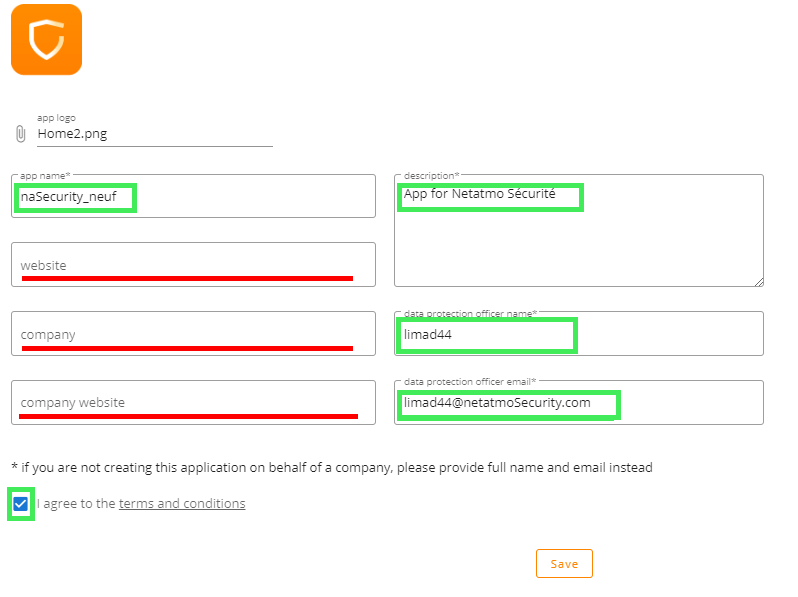 app logo
Home2.png
app name*
naSecurity_neuf
description*
App for Netatmo Sécurité
website
company
data protection officer name*
limad44
company website
data protection officer email*
limad44@netatmoSecurity.com
* if you are not creating this application on behalf of a company, please provide full name and email instead
I agree to the terms and conditions
Save